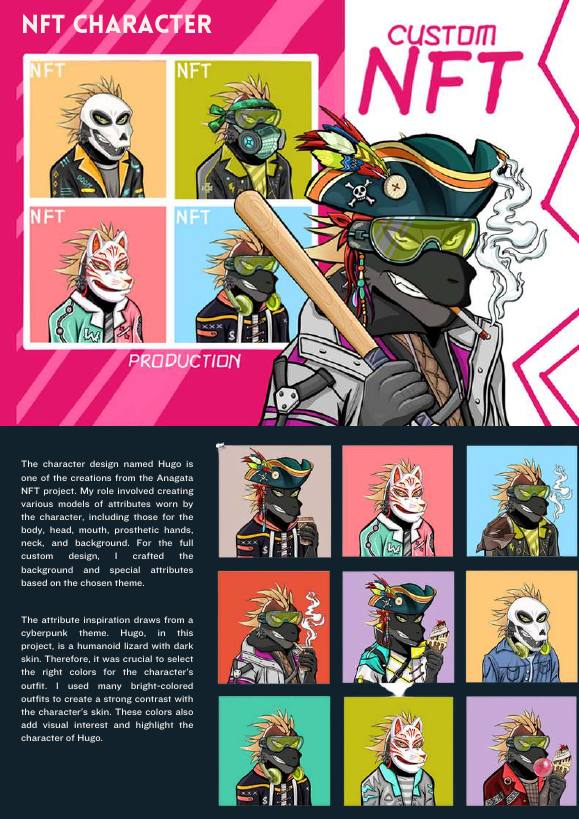 NFT CHARACTER
CUSTOM
NFT
NFT
NFT
NFT
NFT
PRODUCTION
The character design named Hugo is
one of the creations from the Anagata
NFT project. My role involved creating
various models of attributes worn by
the character, including those for the
body, head, mouth, prosthetic hands,
neck, and background. For the full
custom design, I crafted the
background and special attributes
based on the chosen theme.
The attribute inspiration draws from a
cyberpunk theme. Hugo, in this
project, is a humanoid lizard with dark
skin. Therefore, it was crucial to select
the right colors for the character's
outfit. I used many bright-colored
outfits to create a strong contrast with
the character's skin. These colors also
add visual interest and highlight the
character of Hugo.